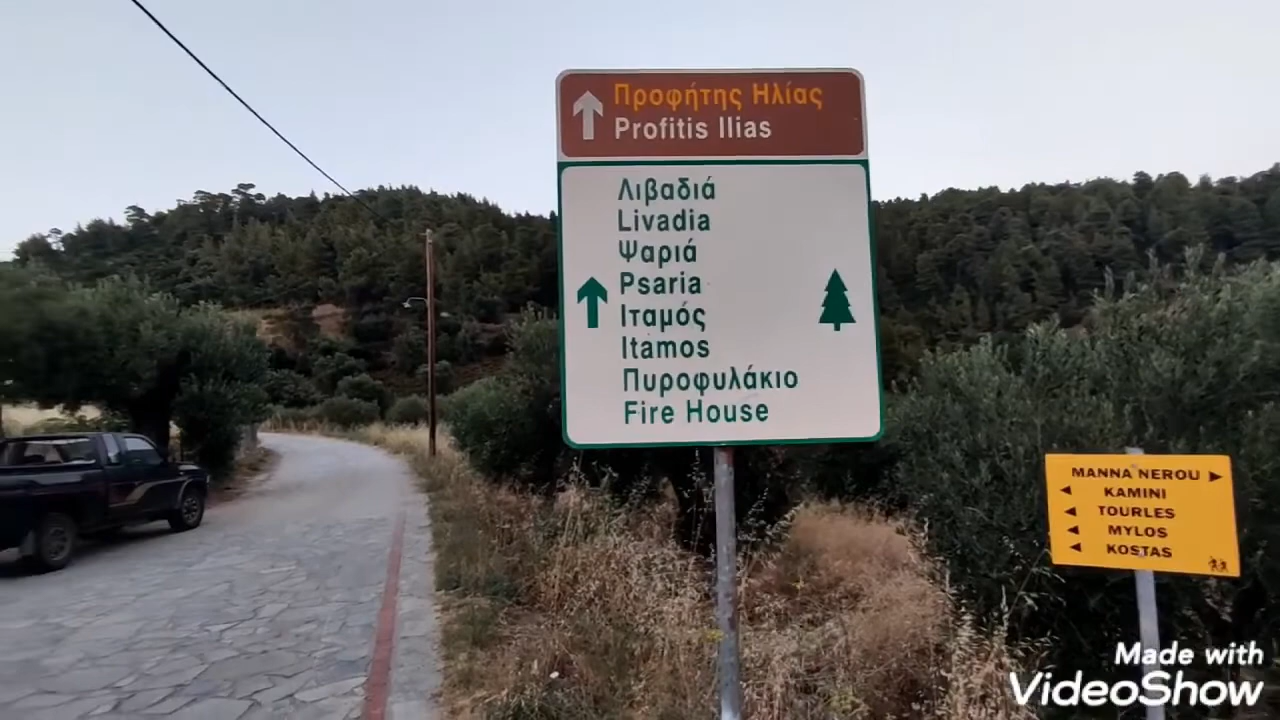 Προφήτης Ηλίας
Profitis Ilias
Λιβαδιά
Livadia
Ψαριά
Psaria
Ιταμός
Itamos
Πυροφυλάκιο
Fire House
MANNA NEROU
KAMINI
TOURLES
MYLOS
KOSTAS
Made with
VideoShow